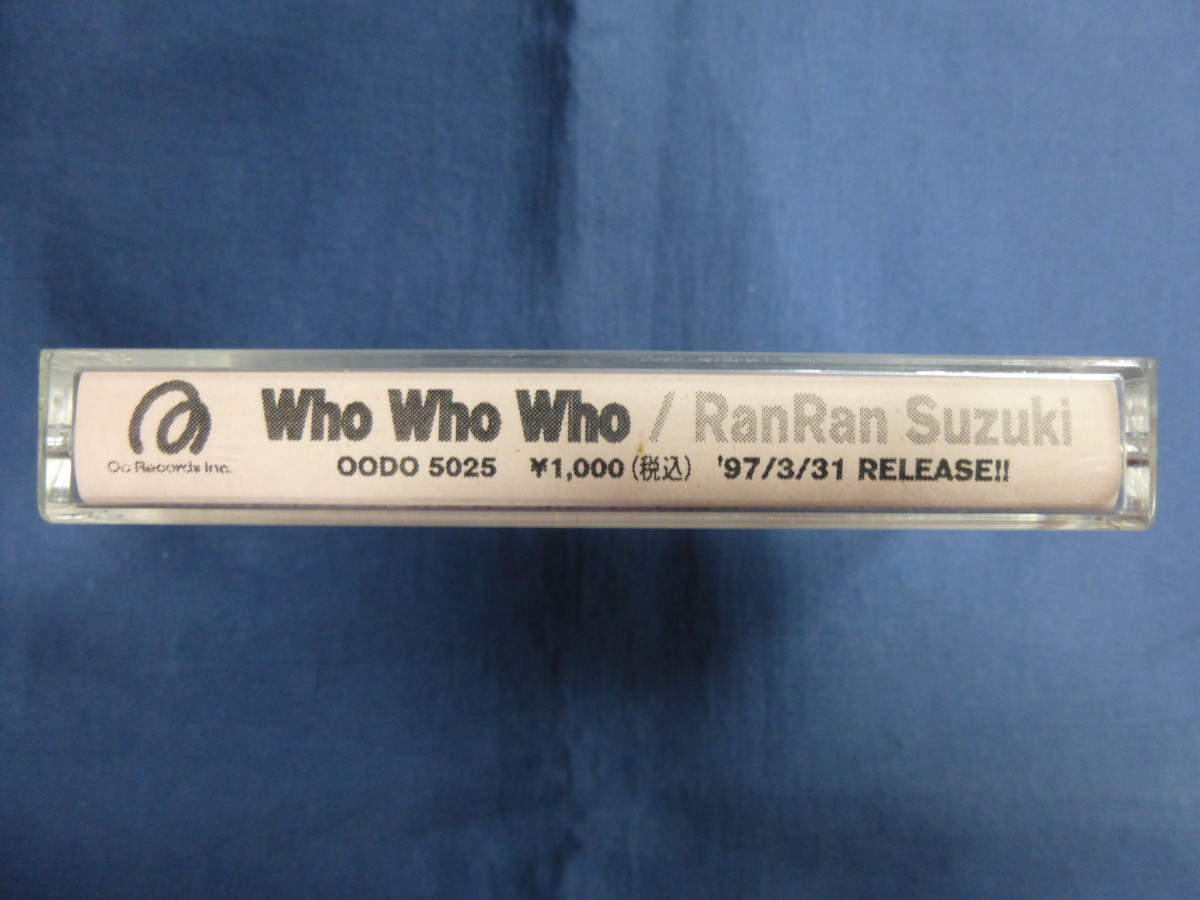 Who Who Who / RanRan Suzuki
Oo Records Inc.
OODO 5025 ¥1,000(税込) '97/3/31 RELEASE!!